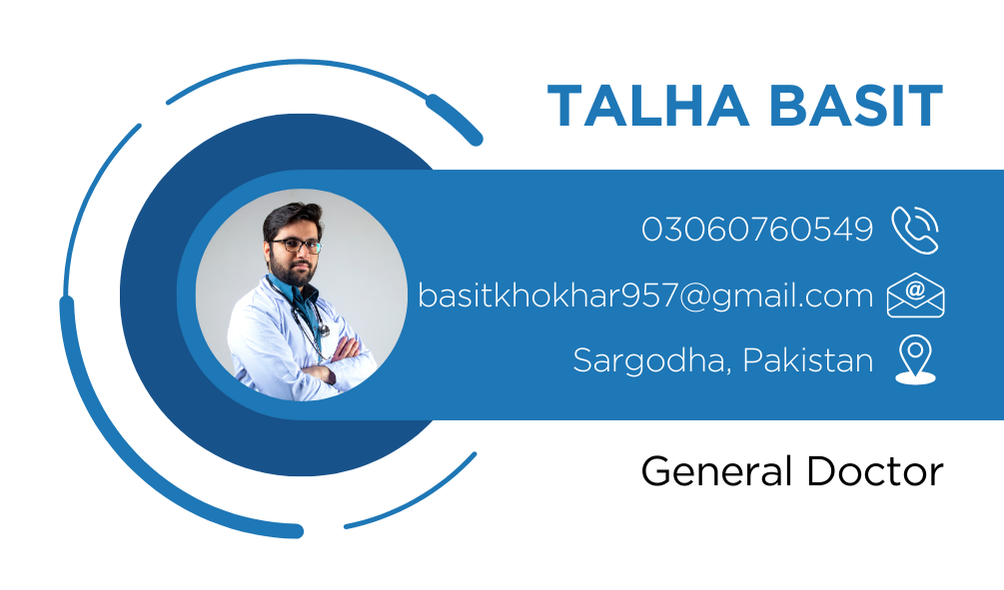 TALHA BASIT
03060760549
basitkhokhar957@gmail.com
@
Sargodha, Pakistan
General Doctor